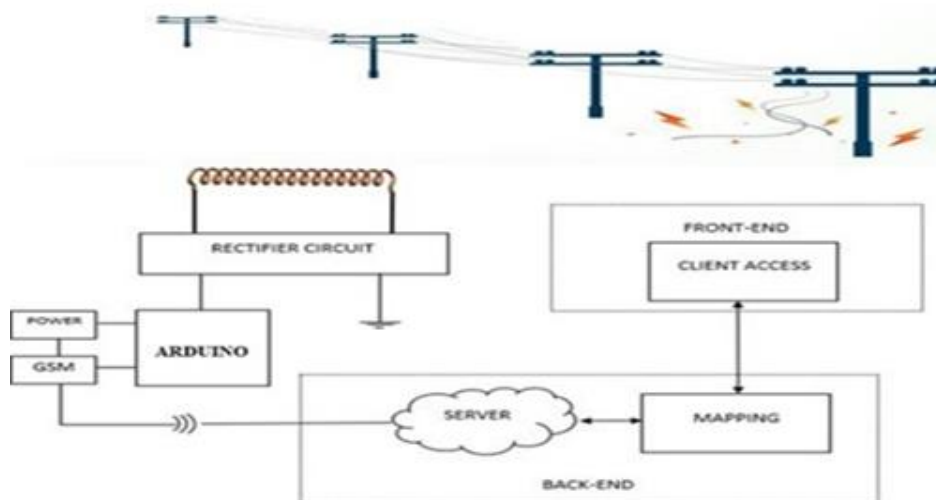 RECTIFIER CIRCUIT
FRONT-END
CLIENT ACCESS
POWER
ARDUINO
GSM
SERVER
MAPPING
BACK-END